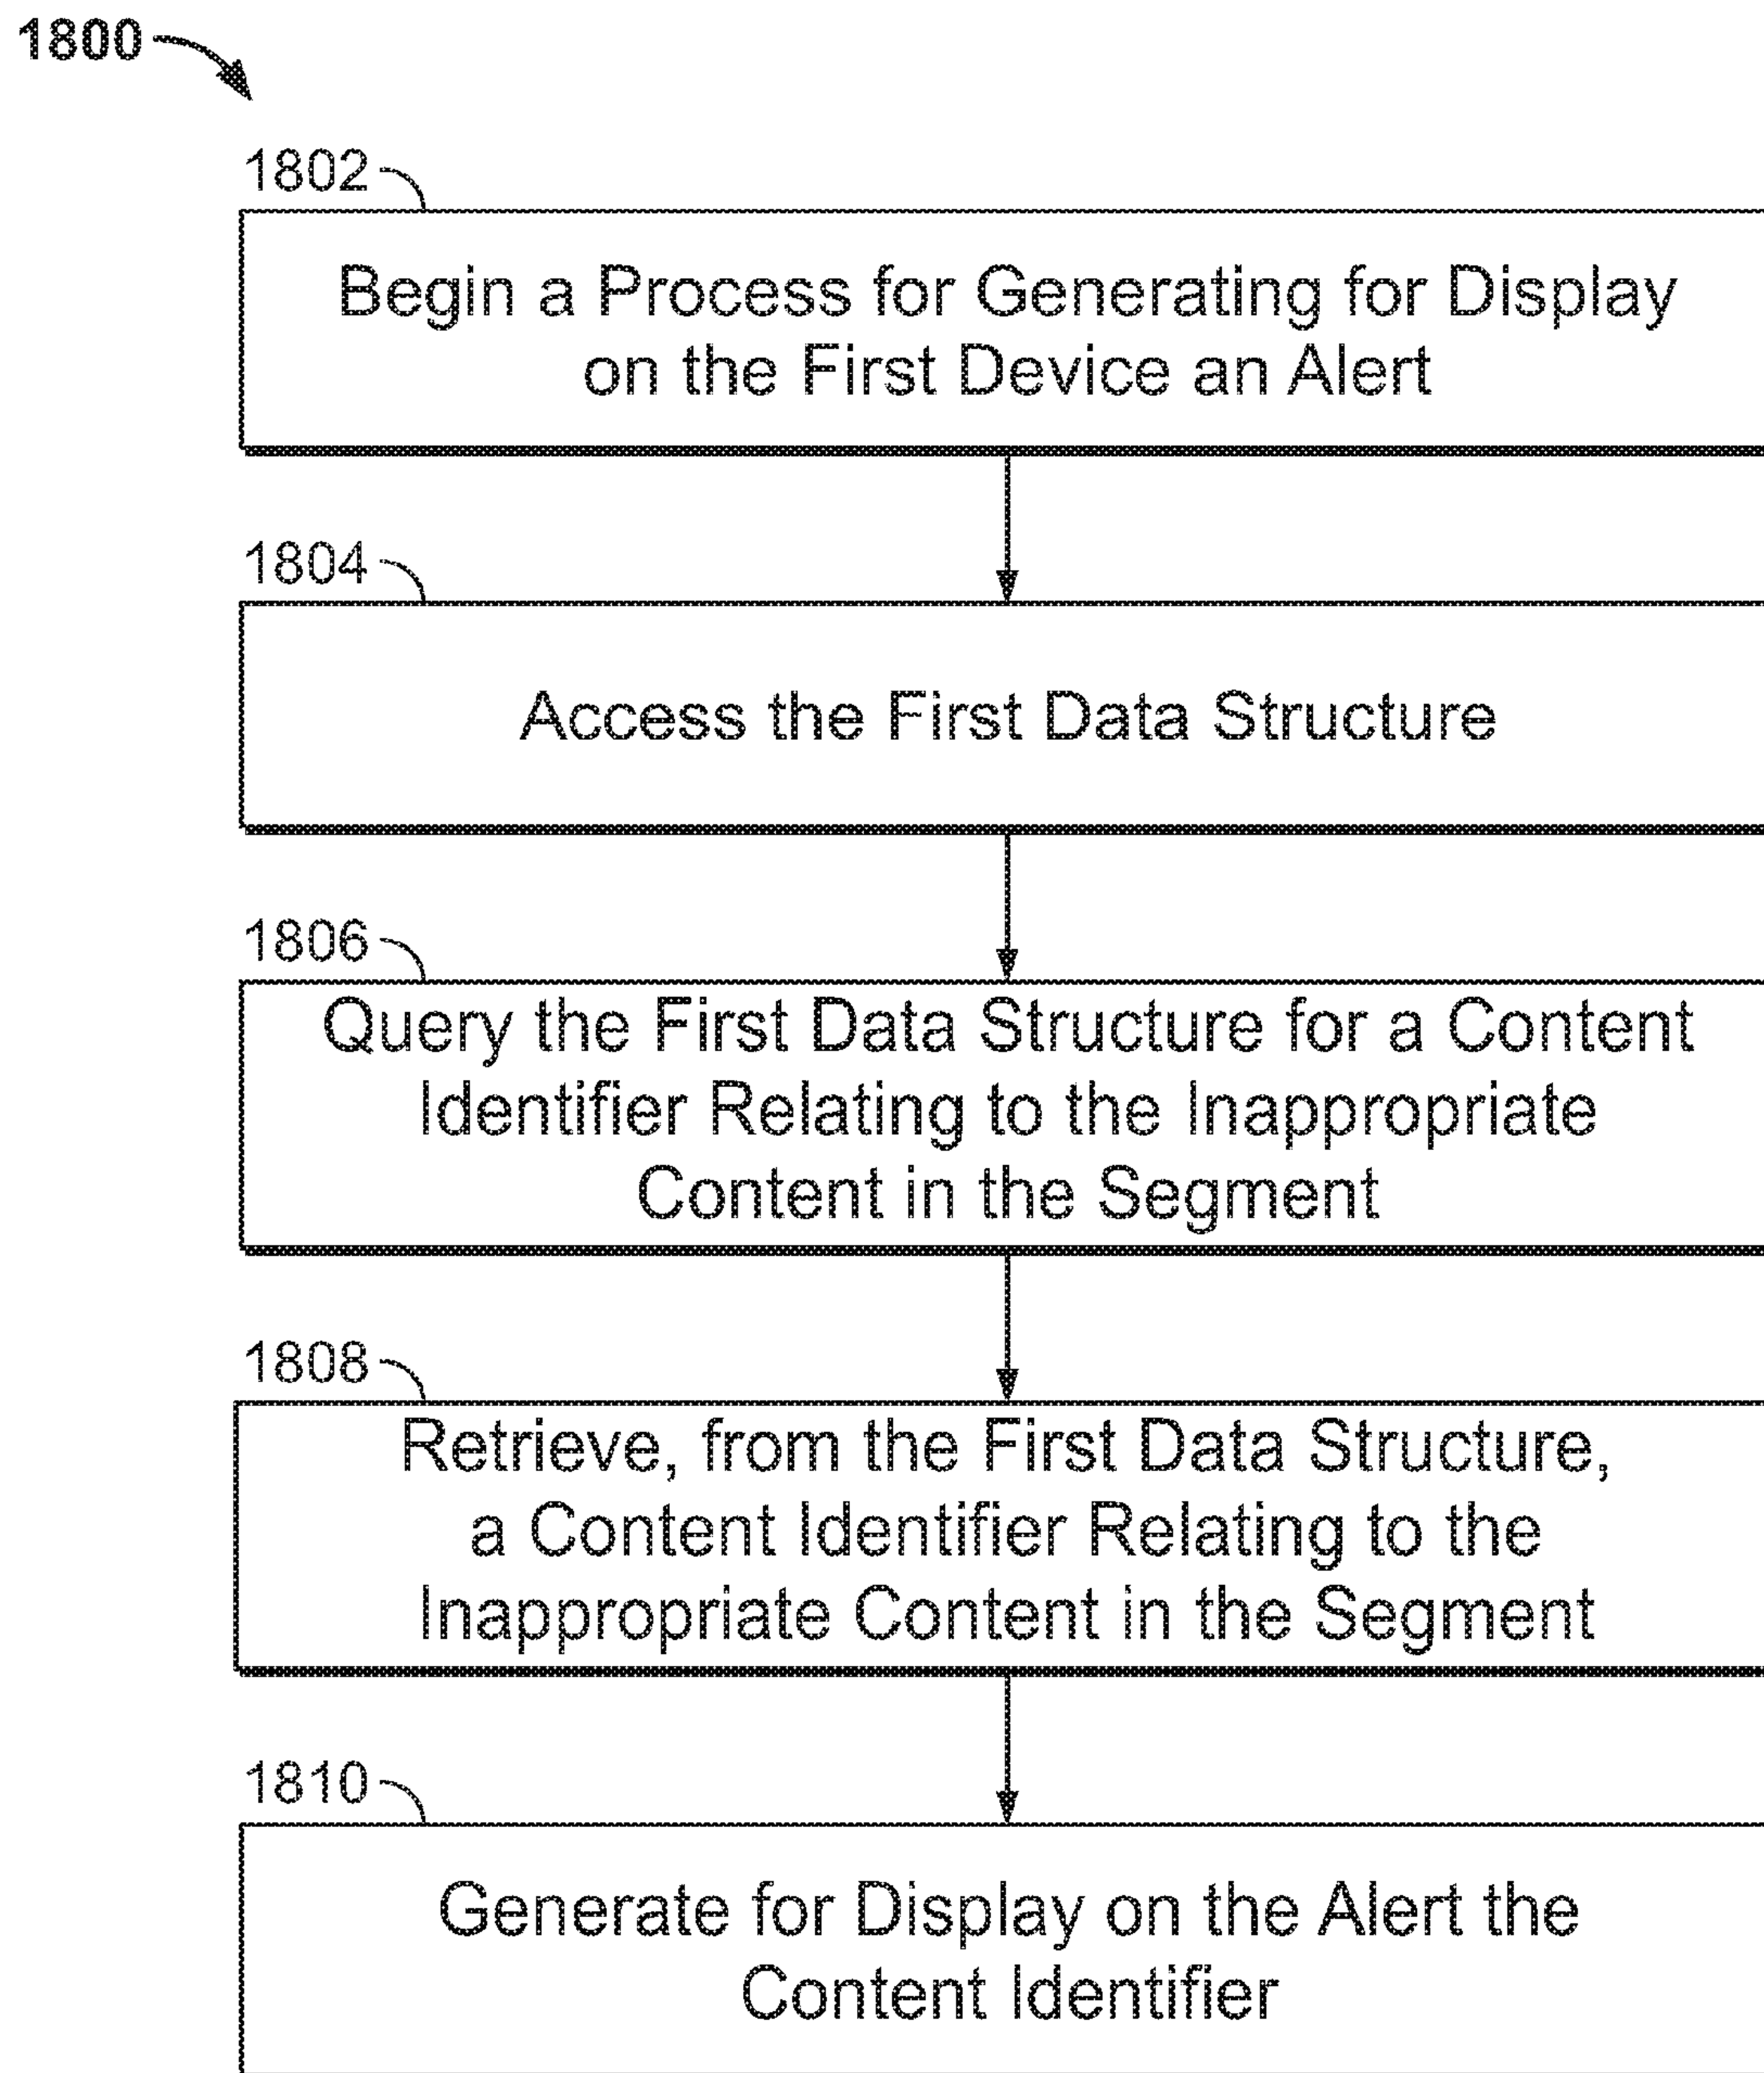 1800
1802
Begin a Process for Generating for Display
on the First Device an Alert
1804
Access the First Data Structure
1806
Query the First Data Structure for a Content
Identifier Relating to the Inappropriate
Content in the Segment
1808
Retrieve, from the First Data Structure,
a Content Identifier Relating to the
Inappropriate Content in the Segment
1810
Generate for Display on the Alert the
Content Identifier